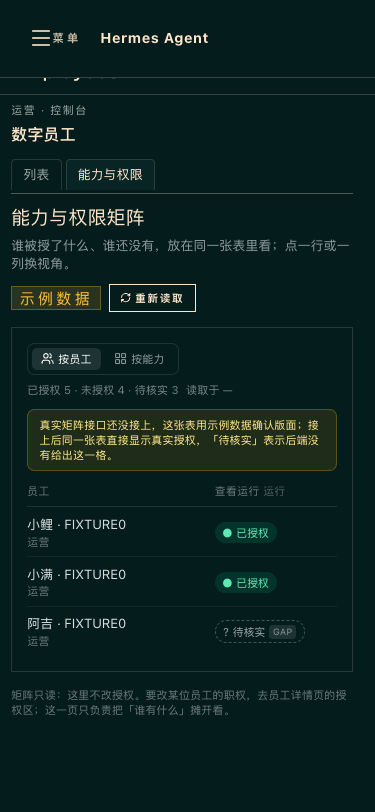 菜单 Hermes Agent
运营 · 控制台
数字员工
列表 能力与权限
能力与权限矩阵
谁被授了什么、谁还没有，放在同一张表里看；点一行或一
列换视角。
示例数据 重新读取
按员工 按能力
已授权 5 · 未授权 4 · 待核实 3 读取于 —
真实矩阵接口还没接上，这张表用示例数据确认版面；接
上后同一张表直接显示真实授权，「待核实」表示后端没
有给出这一格。
员工 查看运行 运行
小鲤 · FIXTURE0 已授权
运营
小满 · FIXTURE0 已授权
运营
阿吉 · FIXTURE0 ? 待核实 GAP
运营
矩阵只读：这里不改授权。要改某位员工的职权，去员工详情页的授
权区；这一页只负责把「谁有什么」摊开看。